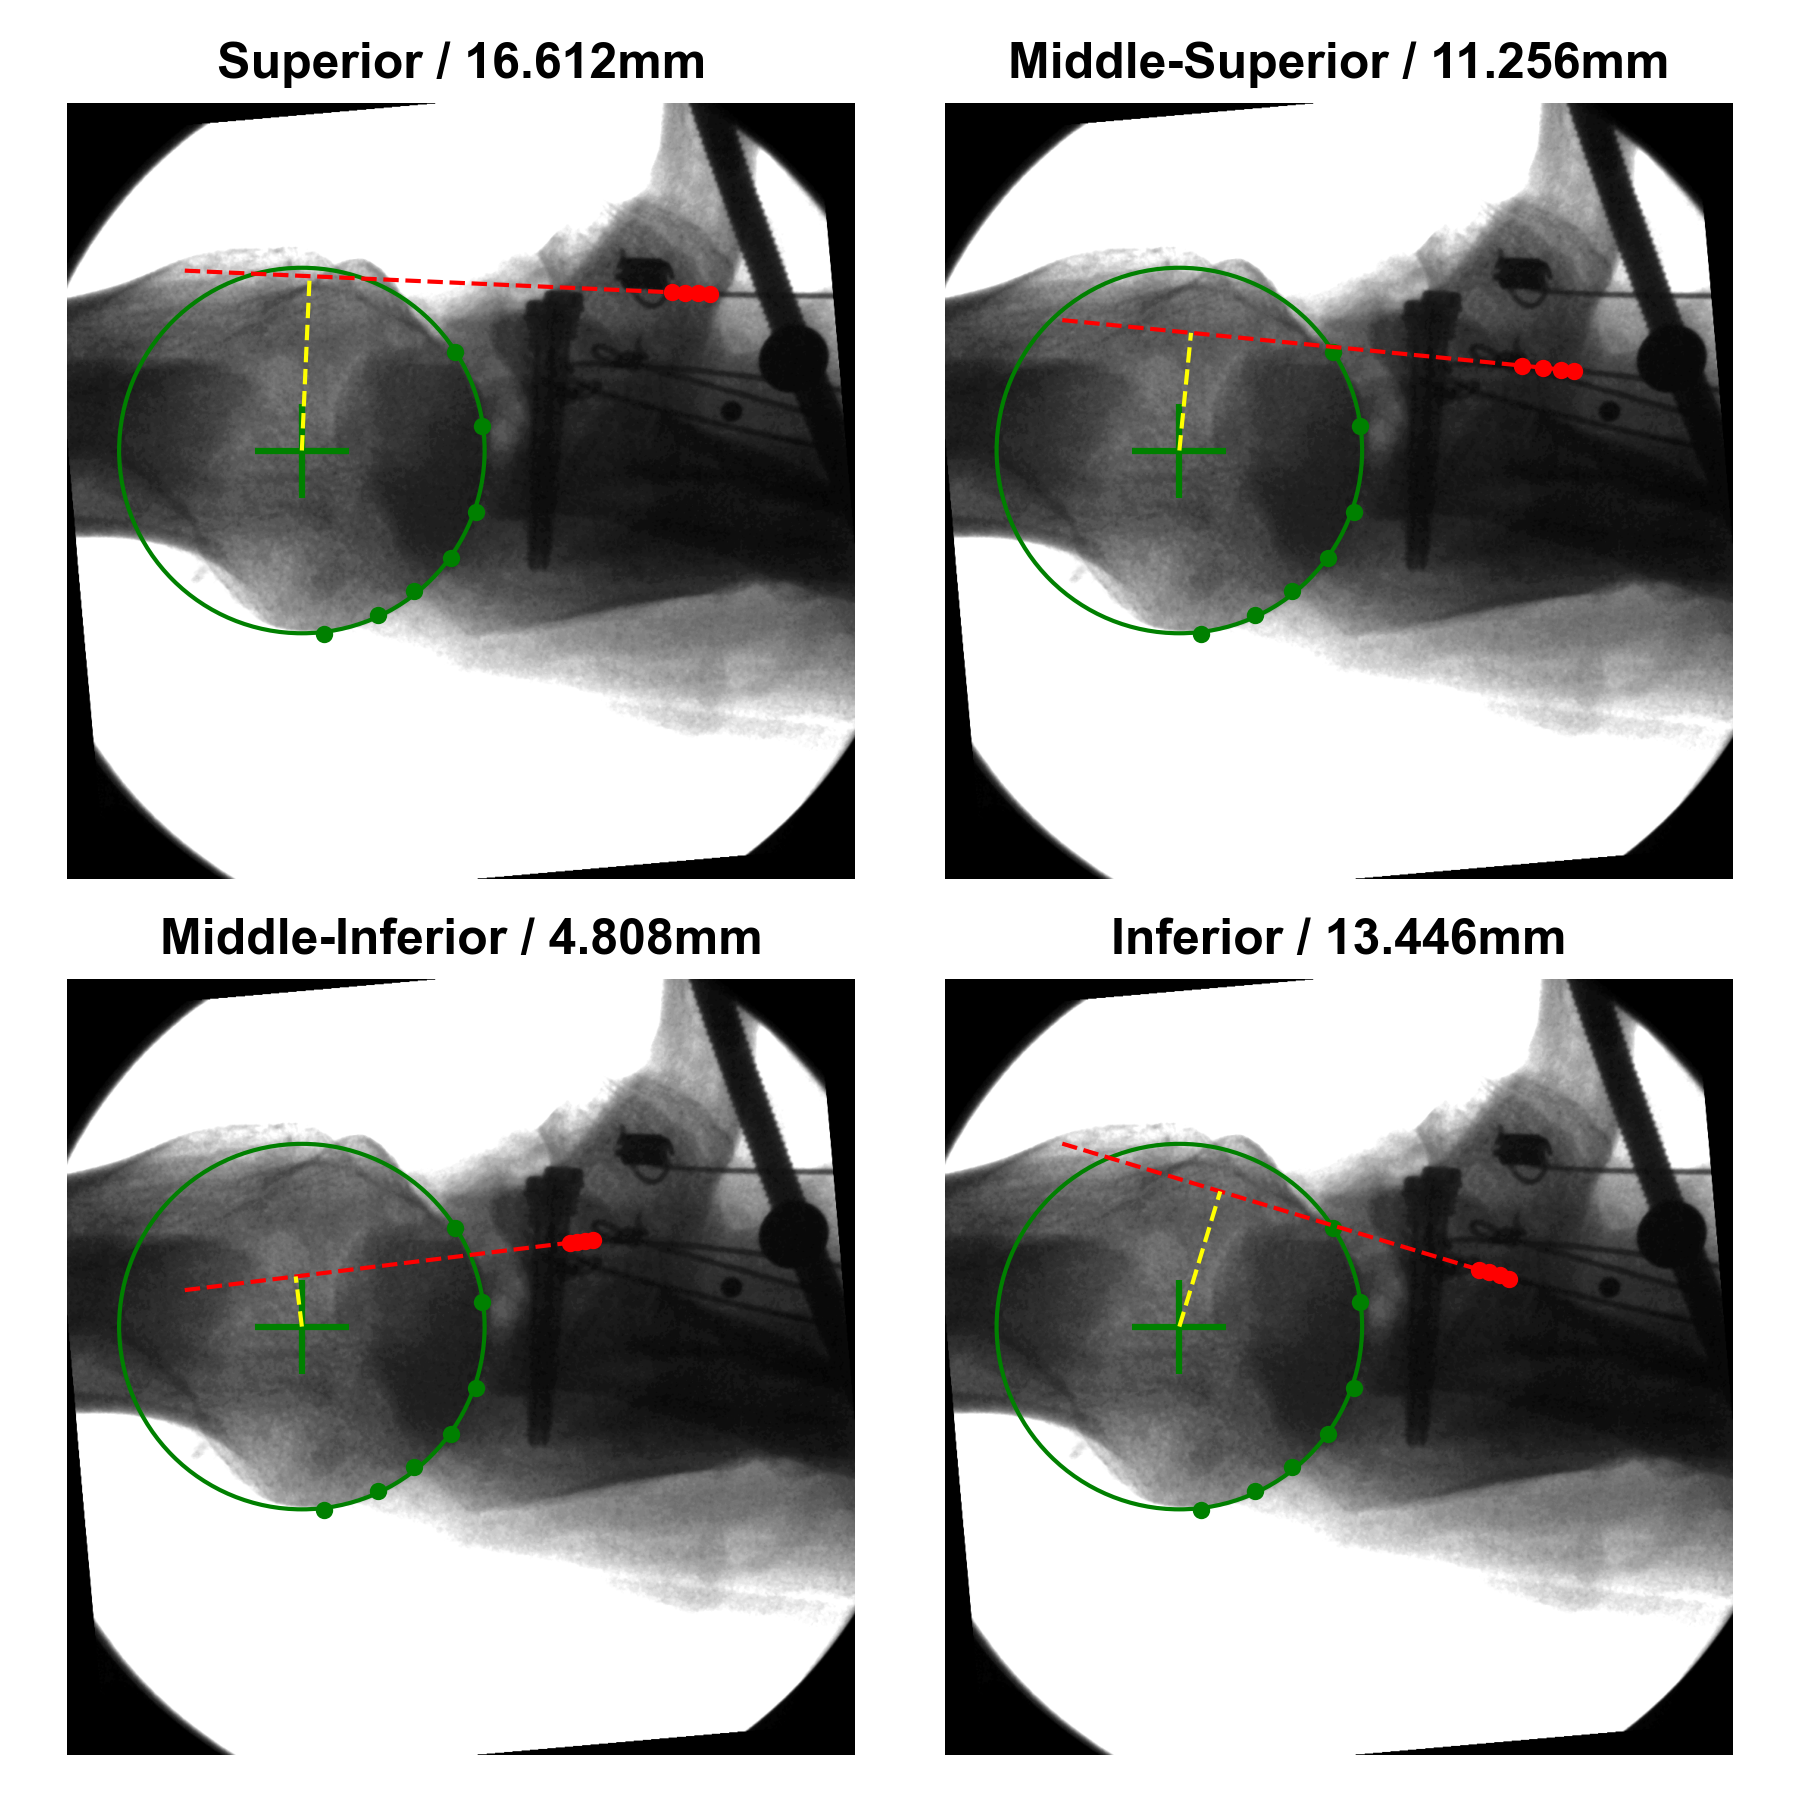 Superior / 16.612mm
Middle-Superior / 11.256mm
Middle-Inferior / 4.808mm
Inferior / 13.446mm